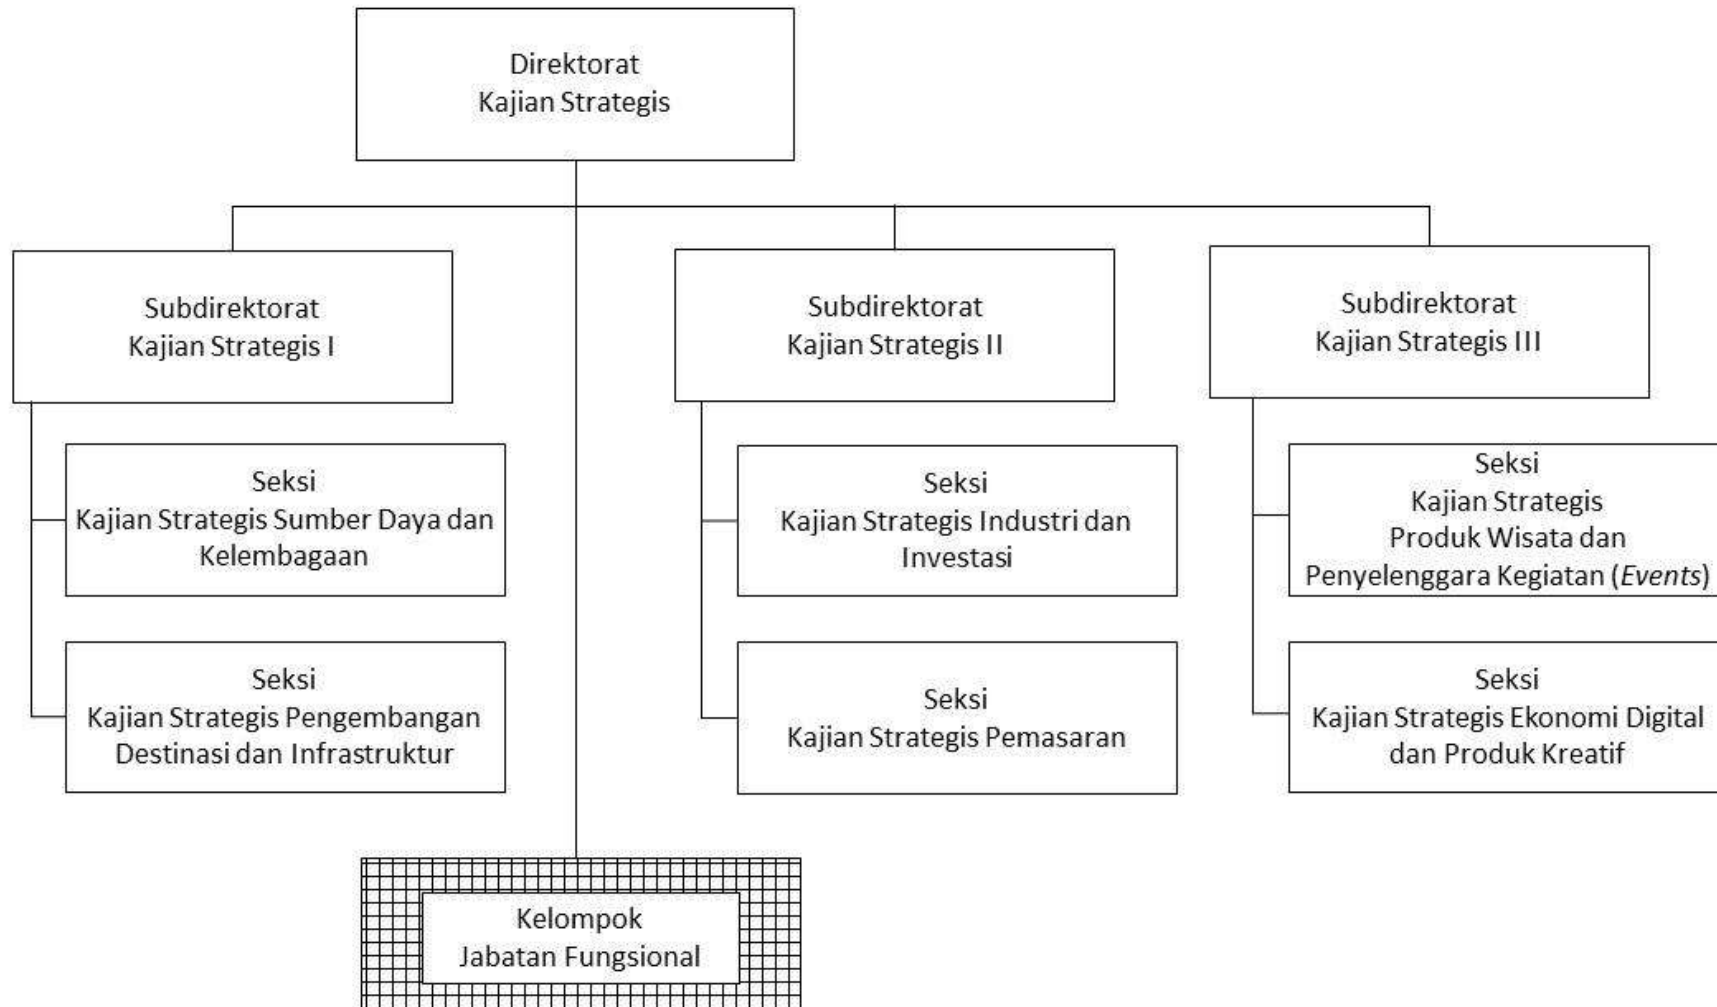 Direktorat
Kajian Strategis
Subdirektorat
Kajian Strategis I
Subdirektorat
Kajian Strategis II
Subdirektorat
Kajian Strategis III
Seksi
Kajian Strategis Sumber Daya dan
Kelembagaan
Seksi
Kajian Strategis Industri dan
Investasi
Seksi
Kajian Strategis
Produk Wisata dan
Penyelenggara Kegiatan (Events)
Seksi
Kajian Strategis Pengembangan
Destinasi dan Infrastruktur
Seksi
Kajian Strategis Pemasaran
Seksi
Kajian Strategis Ekonomi Digital
dan Produk Kreatif
Kelompok
Jabatan Fungsional